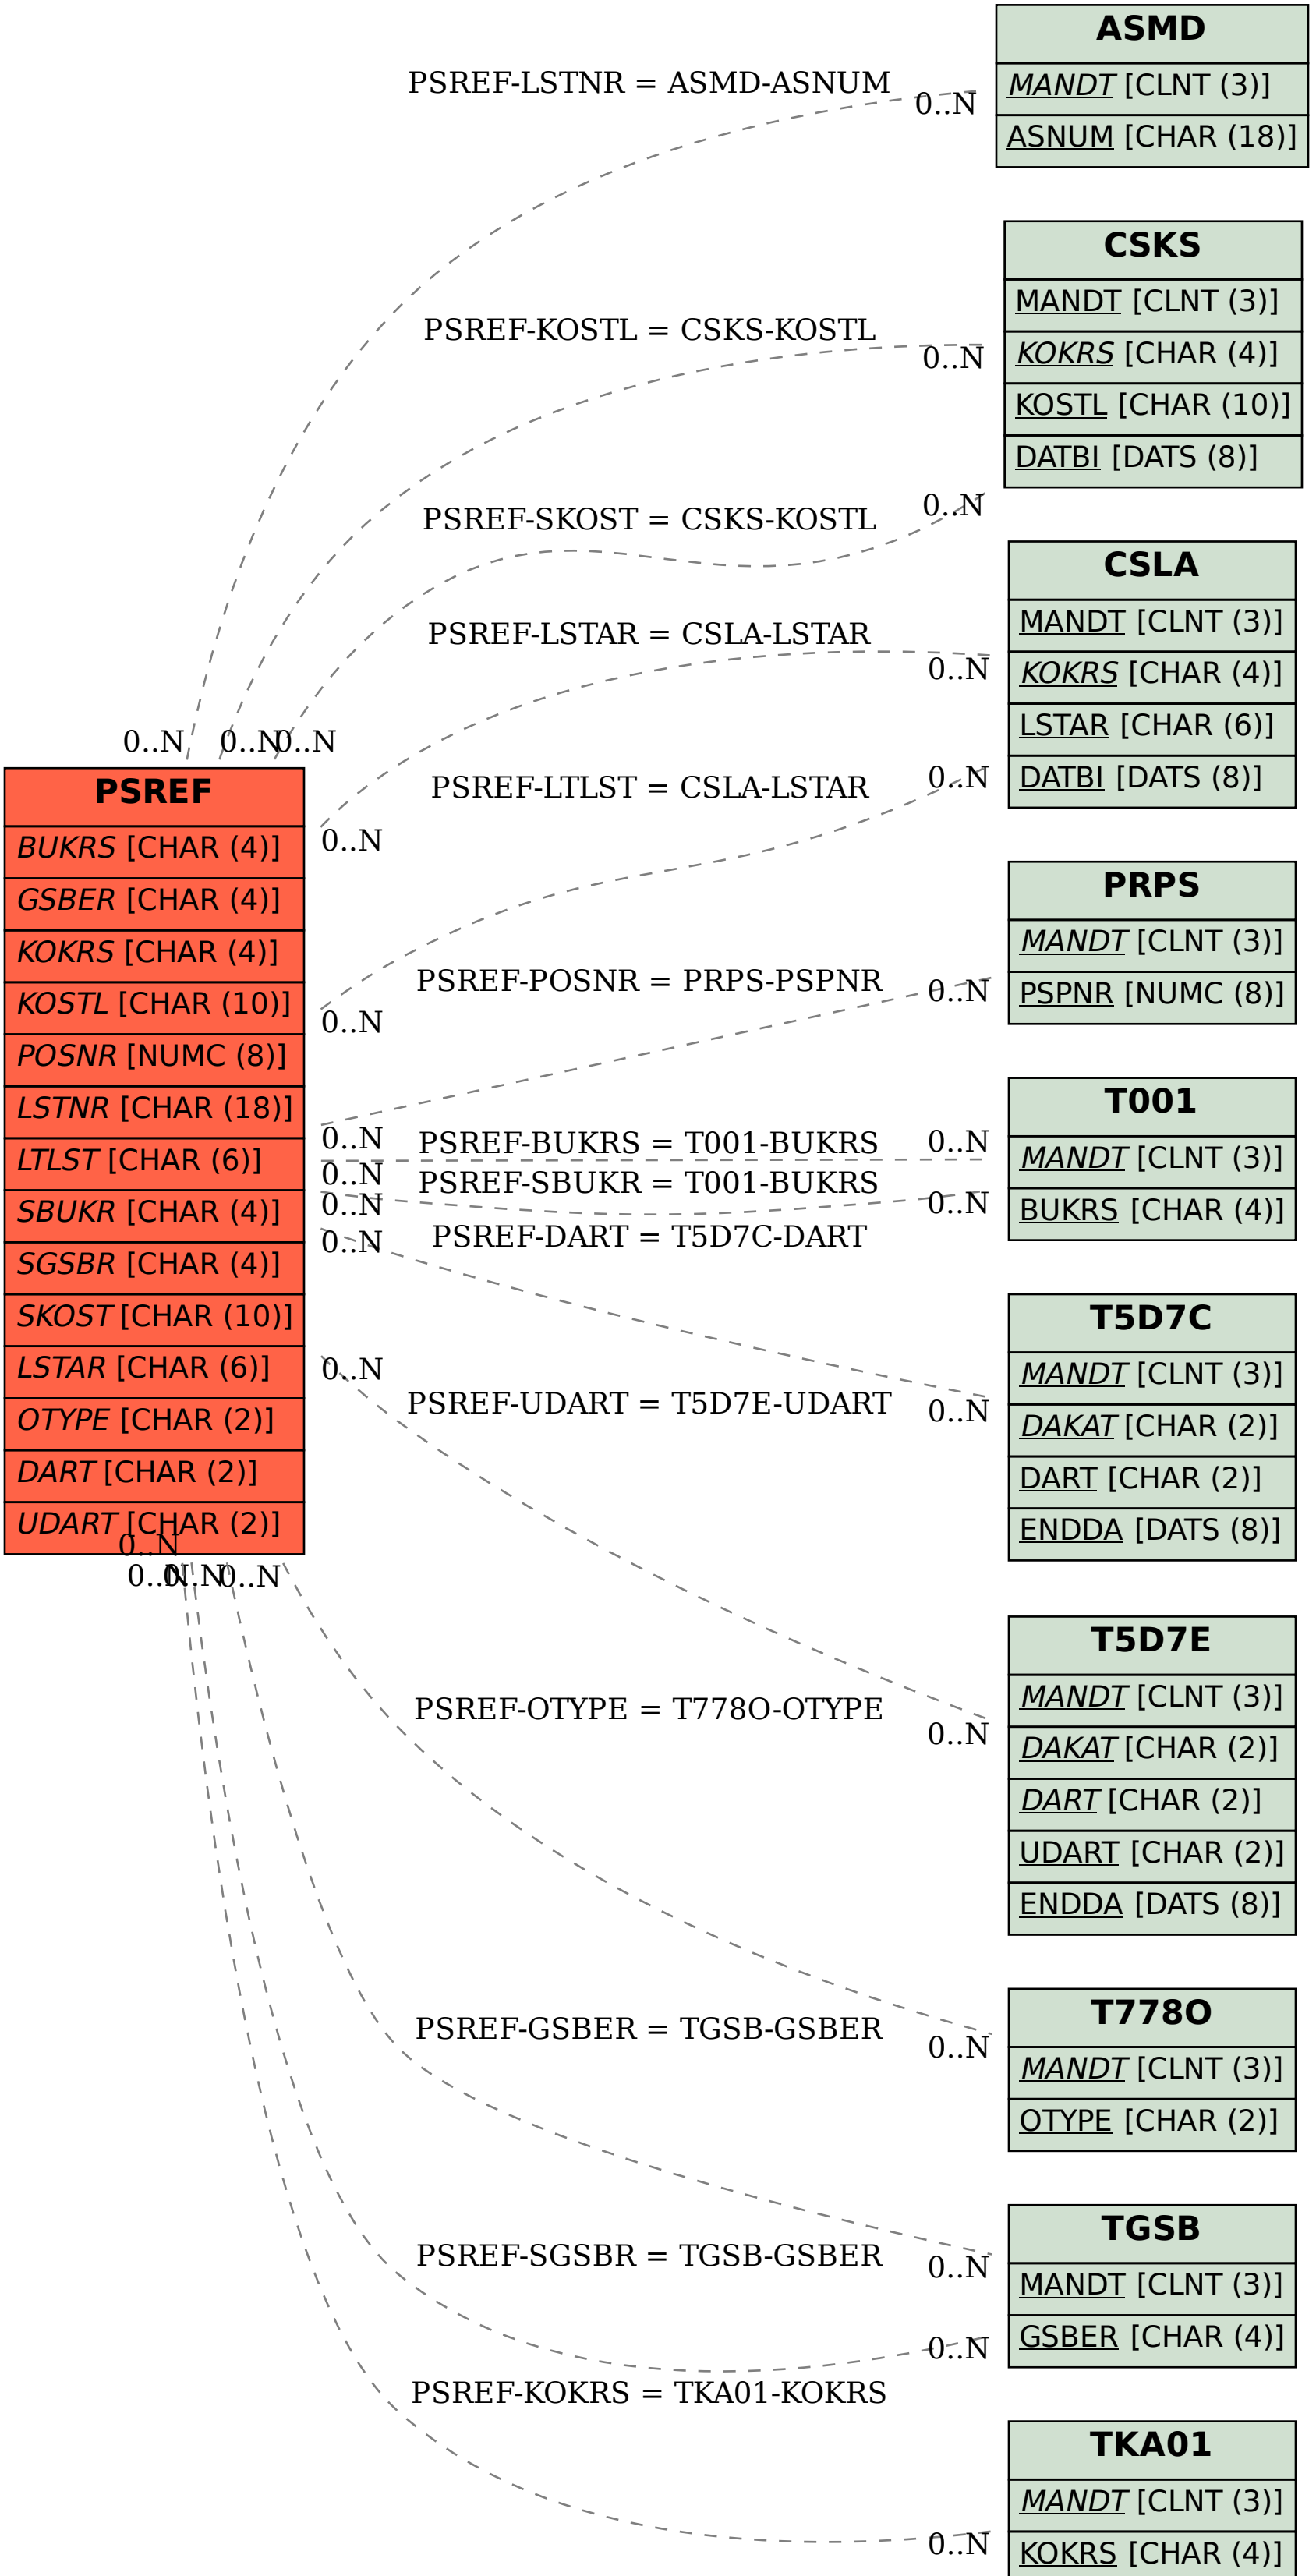 ASMD
MANDT [CLNT (3)]
ASNUM [CHAR (18)]
PSREF-LSTNR = ASMD-ASNUM
0..N
CSKS
MANDT [CLNT (3)]
KOKRS [CHAR (4)]
KOSTL [CHAR (10)]
DATBI [DATS (8)]
PSREF-KOSTL = CSKS-KOSTL
0..N
PSREF-SKOST = CSKS-KOSTL
0..N
CSLA
MANDT [CLNT (3)]
KOKRS [CHAR (4)]
LSTAR [CHAR (6)]
DATBI [DATS (8)]
PSREF-LSTAR = CSLA-LSTAR
0..N
0..N
0..N
0..N
PSREF
BUKRS [CHAR (4)]
GSBER [CHAR (4)]
KOKRS [CHAR (4)]
KOSTL [CHAR (10)]
POSNR [NUMC (8)]
LSTNR [CHAR (18)]
LTLST [CHAR (6)]
SBUKR [CHAR (4)]
SGSBR [CHAR (4)]
SKOST [CHAR (10)]
LSTAR [CHAR (6)]
OTYPE [CHAR (2)]
DART [CHAR (2)]
UDART [CHAR (2)]
PSREF-LTLST = CSLA-LSTAR
0..N
0..N
0..N
PRPS
MANDT [CLNT (3)]
PSPNR [NUMC (8)]
PSREF-POSNR = PRPS-PSPNR
0..N
0..N
T001
MANDT [CLNT (3)]
BUKRS [CHAR (4)]
PSREF-BUKRS = T001-BUKRS
0..N
0..N
PSREF-SBUKR = T001-BUKRS
0..N
0..N
PSREF-DART = T5D7C-DART
0..N
0..N
T5D7C
MANDT [CLNT (3)]
DAKAT [CHAR (2)]
DART [CHAR (2)]
ENDDA [DATS (8)]
PSREF-UDART = T5D7E-UDART
0..N
0..N
T5D7E
MANDT [CLNT (3)]
DAKAT [CHAR (2)]
DART [CHAR (2)]
UDART [CHAR (2)]
ENDDA [DATS (8)]
0..N
0..N
0..N
0..N
PSREF-OTYPE = T778O-OTYPE
0..N
T778O
MANDT [CLNT (3)]
OTYPE [CHAR (2)]
PSREF-GSBER = TGSB-GSBER
0..N
TGSB
MANDT [CLNT (3)]
GSBER [CHAR (4)]
PSREF-SGSBR = TGSB-GSBER
0..N
PSREF-KOKRS = TKA01-KOKRS
0..N
TKA01
MANDT [CLNT (3)]
KOKRS [CHAR (4)]